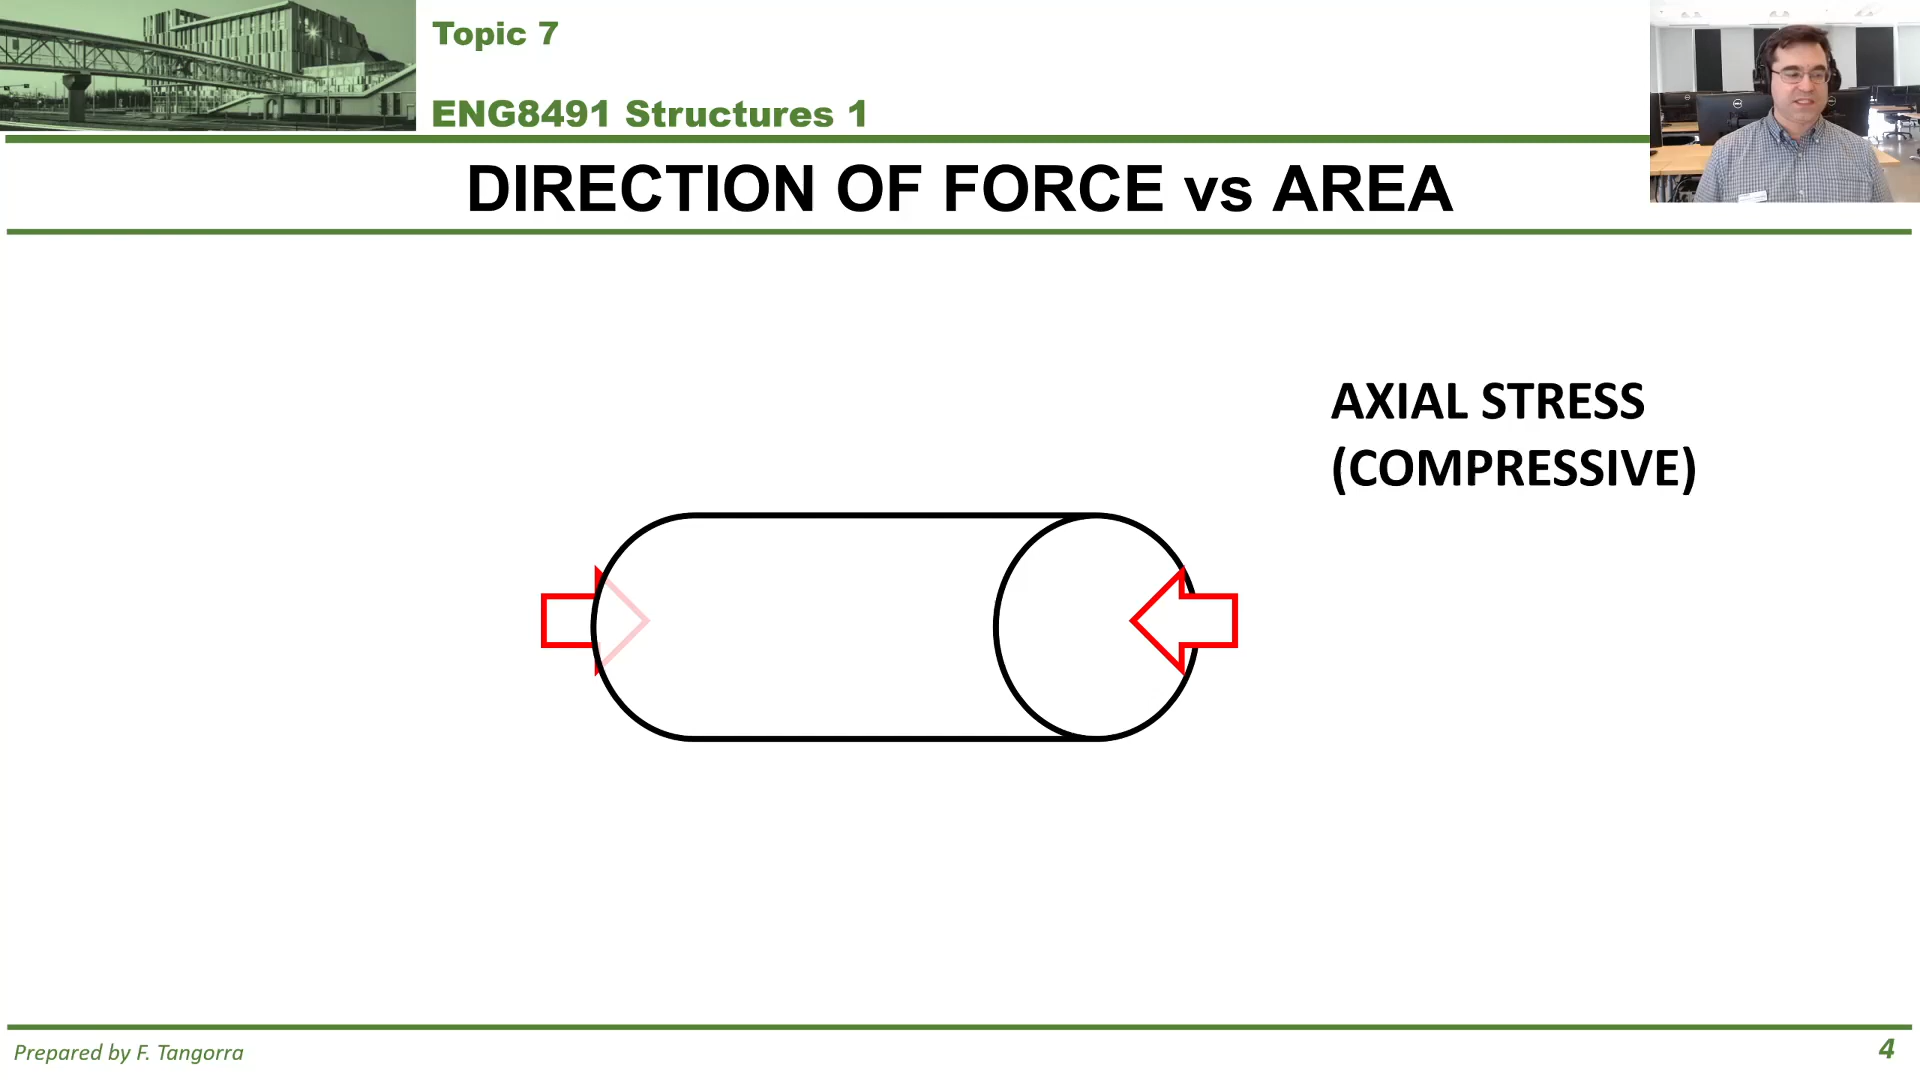 Topic 7
ENG8491 Structures 1
DIRECTION OF FORCE vs AREA
AXIAL STRESS
(COMPRESSIVE)
Prepared by F. Tangorra
4